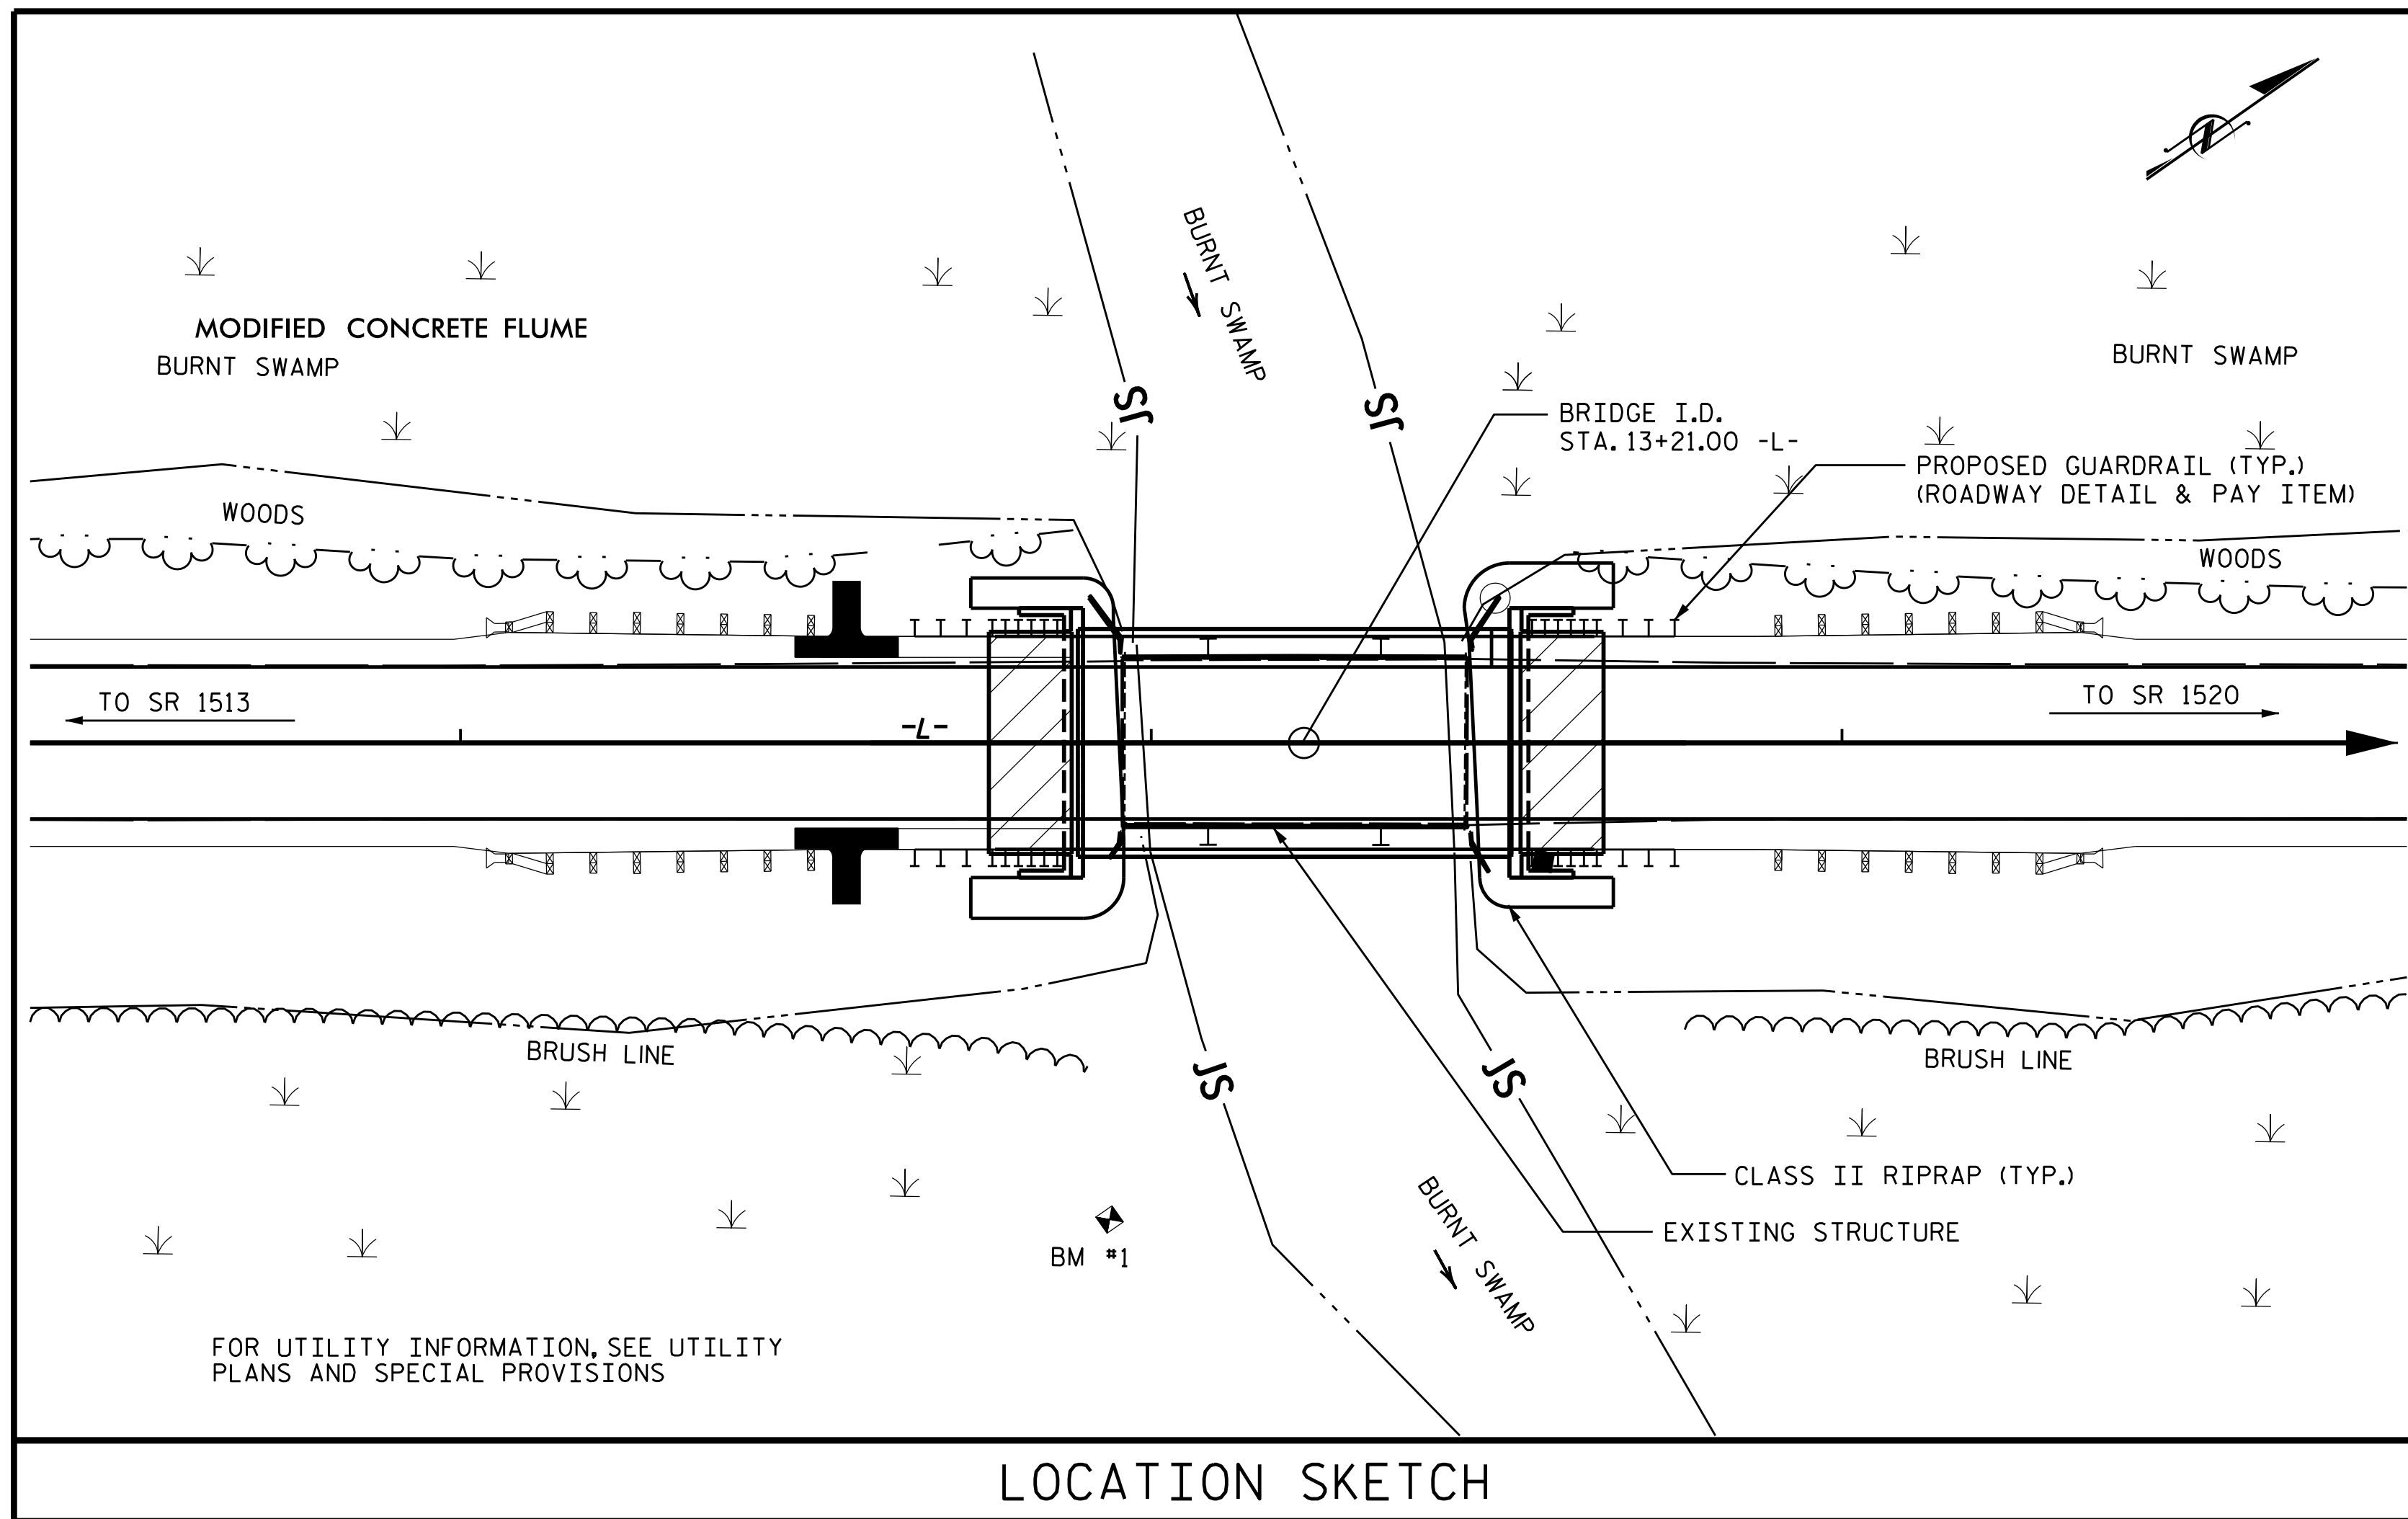 BURNT SWAMP
MODIFIED CONCRETE FLUME
BURNT SWAMP
BURNT SWAMP
JS
JS
BRIDGE I.D.
STA. 13+21.00 -L-
PROPOSED GUARDRAIL (TYP.)
(ROADWAY DETAIL & PAY ITEM)
WOODS
WOODS
TO SR 1513
-L-
TO SR 1520
BRUSH LINE
BRUSH LINE
JS
JS
CLASS II RIPRAP (TYP.)
EXISTING STRUCTURE
BURNT SWAMP
BM #1
FOR UTILITY INFORMATION, SEE UTILITY
PLANS AND SPECIAL PROVISIONS
LOCATION SKETCH